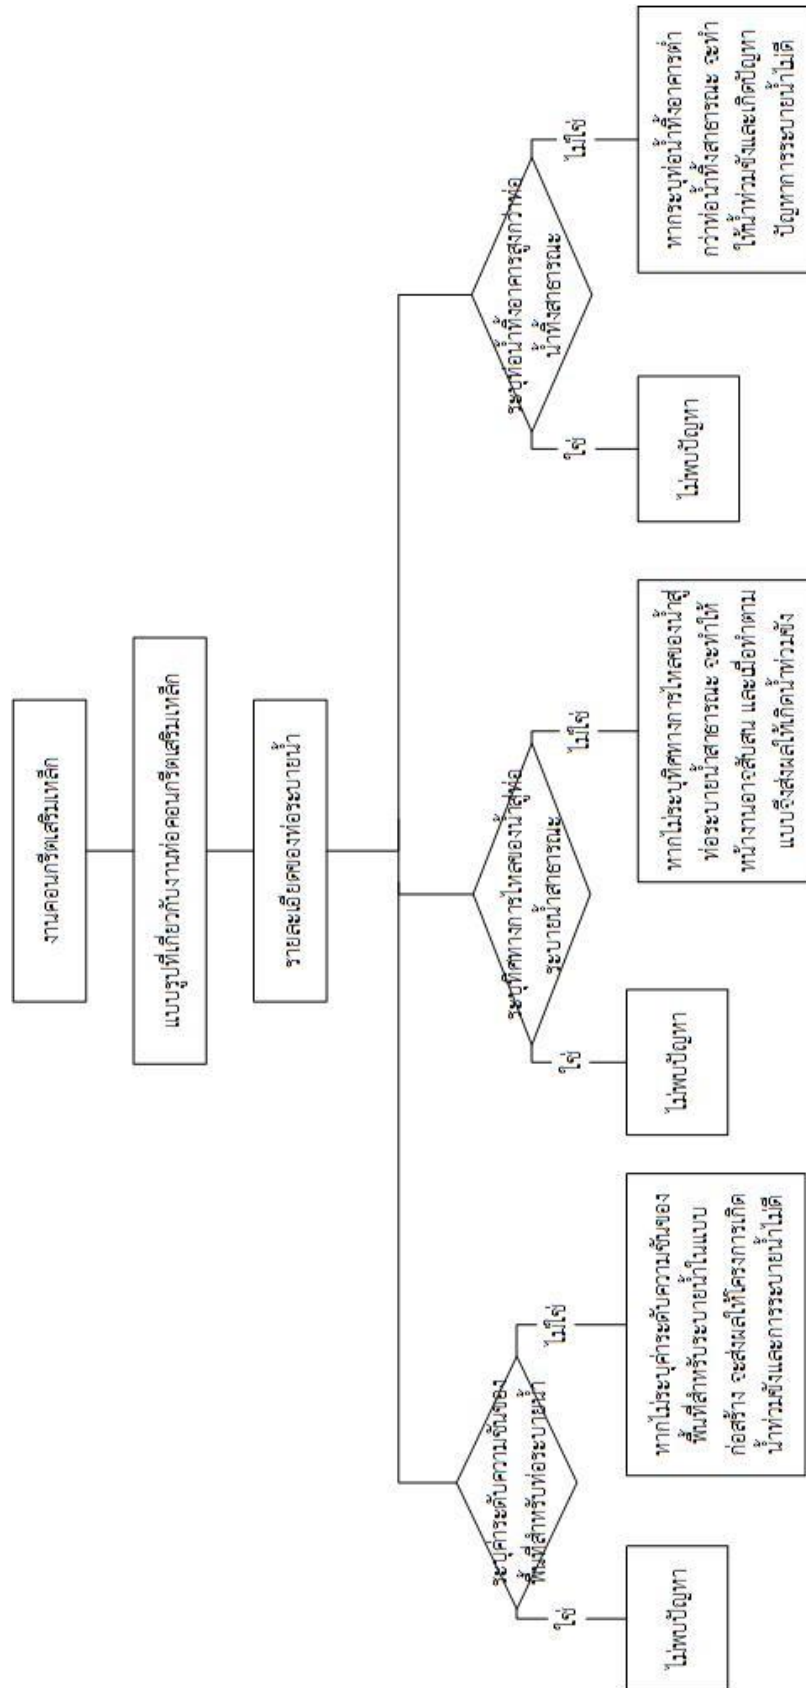 งานคอนกรีตเสริมเหล็ก
แบบรูปที่เกี่ยวกับงานท่อคอนกรีตเสริมเหล็ก
รายละเอียดของท่อระบายน้ำ
ระบุค่าระดับความชันของ
พื้นที่สำหรับท่อระบายน้ำ
ใช่
ไม่ใช่
ไม่พบปัญหา
หากไม่ระบุค่าระดับความชันของ
พื้นที่สำหรับระบายน้ำในแบบ
ก่อสร้าง จะส่งผลให้โครงการเกิด
น้ำท่วมขังและการระบายน้ำไม่ดี
ระบุทิศทางการไหลของน้ำสู่ท่อ
ระบายน้ำสาธารณะ
ใช่
ไม่ใช่
ไม่พบปัญหา
หากไม่ระบุทิศทางการไหลของน้ำสู่
ท่อระบายน้ำสาธารณะ จะทำให้
หน้างานอาจสับสน และเมื่อทำตาม
แบบจึงส่งผลให้เกิดน้ำท่วมขัง
ระบุท่อน้ำทิ้งอาคารสูงกว่าท่อ
น้ำทิ้งสาธารณะ
ใช่
ไม่ใช่
ไม่พบปัญหา
หากระบุท่อน้ำทิ้งอาคารต่ำ
กว่าท่อน้ำทิ้งสาธารณะ จะทำ
ให้น้ำท่วมขังและเกิดปัญหา
ปัญหาการระบายน้ำไม่ดี